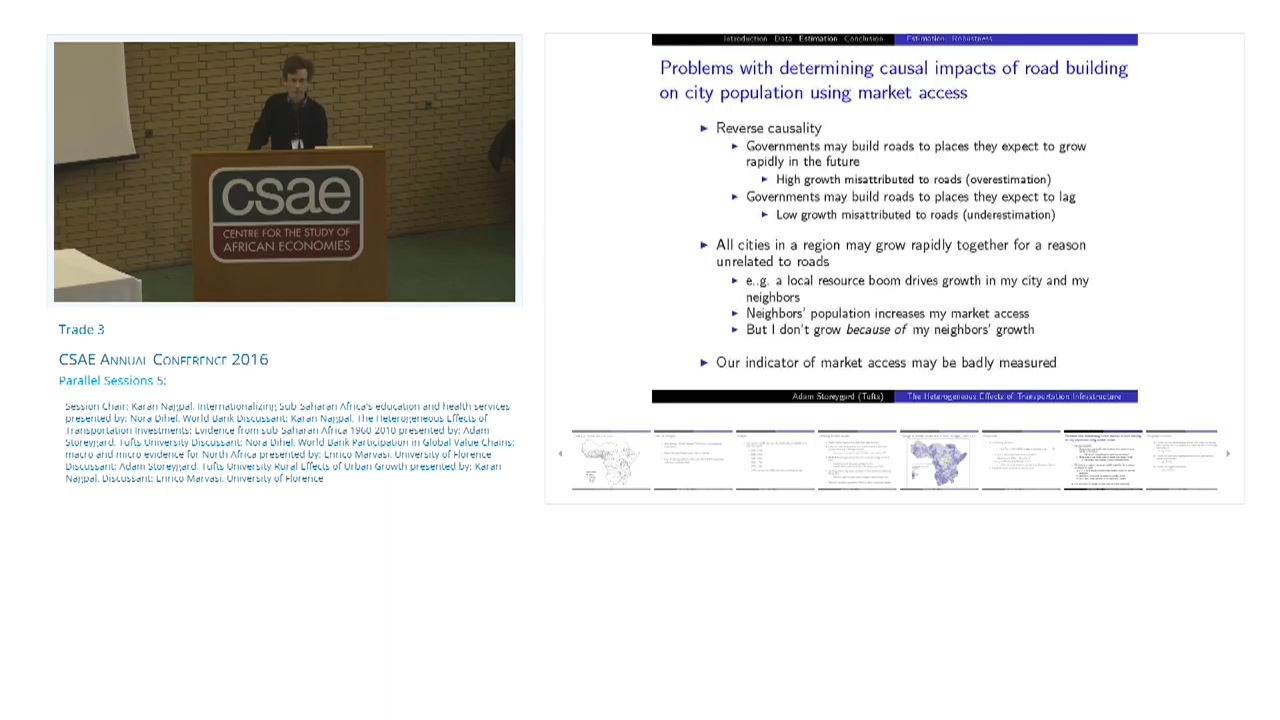 csae
CENTRE FOR THE STUDY OF
AFRICAN ECONOMIES
Trade 3
CSAE ANNUAL CONFERENCE 2016
Parallel Sessions 5:
Session Chair: Karan Nagpal. Internationalizing Sub Saharan Africa's education and health services
presented by: Nora Dihel. World Bank Discussant: Karan Nagpal. The Heterogeneous Effects of
Transportation Investments: Evidence from sub Saharan Africa 1960 2010 presented by: Adam
Storeygard. Tufts University Discussant: Nora Dihel. World Bank Participation in Global Value Chains:
macro and micro evidence for North Africa presented by: Enrico Marvasi. University of Florence
Discussant: Adam Storeygard. Tufts University Rural Effects of Urban Growth presented by: Karan
Nagpal. Discussant: Enrico Marvasi. University of Florence
Introduction Data Estimation Conclusion Estimation Robustness
Problems with determining causal impacts of road building
on city population using market access
Reverse causality
Governments may build roads to places they expect to grow
rapidly in the future
High growth misattributed to roads (overestimation)
Governments may build roads to places they expect to lag
Low growth misattributed to roads (underestimation)
All cities in a region may grow rapidly together for a reason
unrelated to roads
e..g. a local resource boom drives growth in my city and my
neighbors
Neighbors' population increases my market access
But I don't grow because of my neighbors' growth
Our indicator of market access may be badly measured
Adam Storeygard (Tufts) The Heterogeneous Effects of Transportation Infrastructure